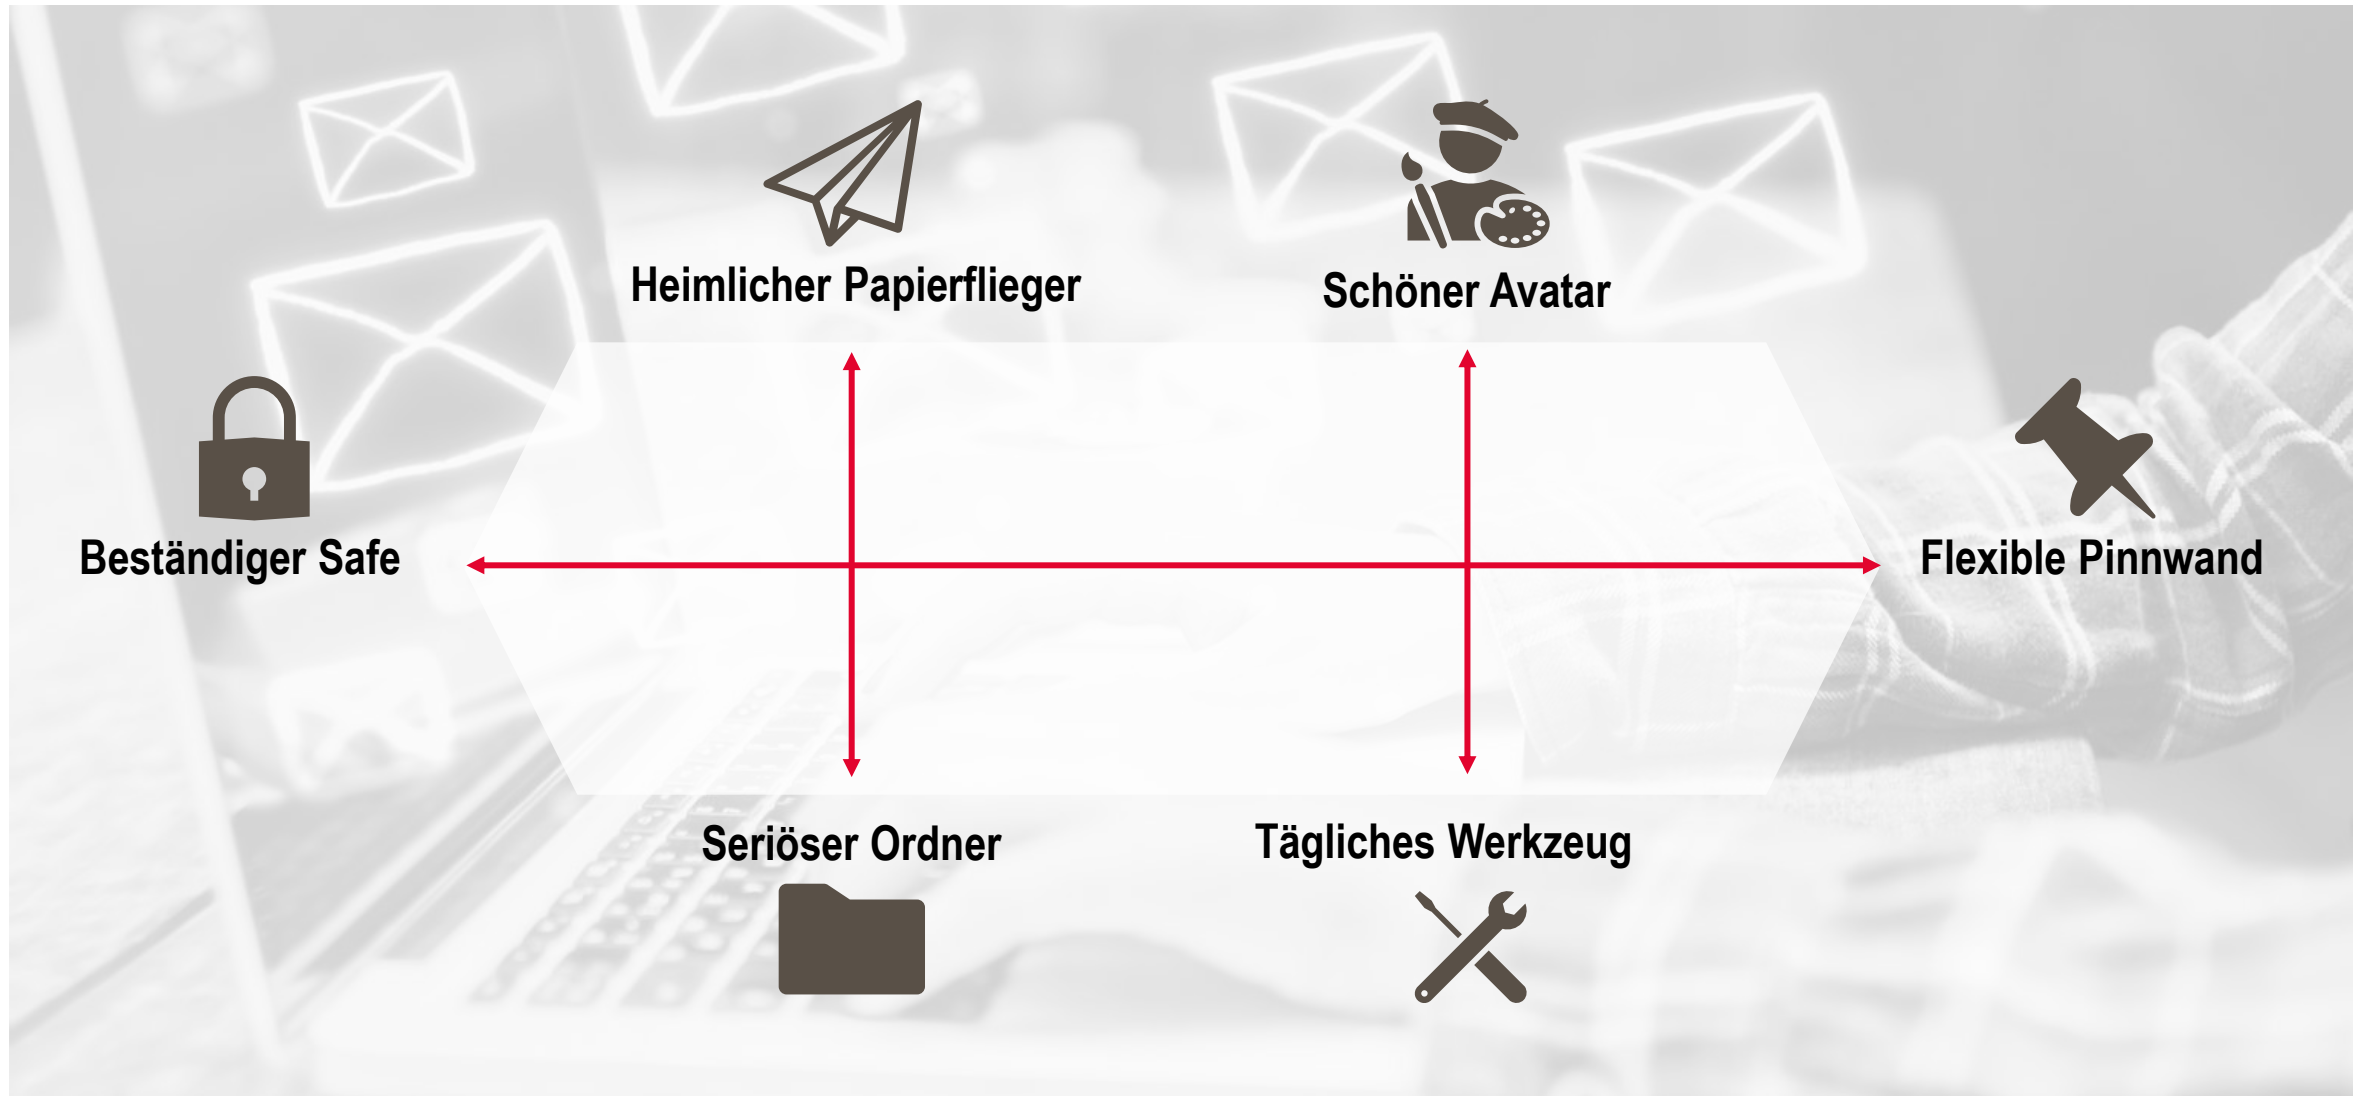 Heimlicher Papierflieger
Schöner Avatar
Beständiger Safe
Flexible Pinnwand
Seriöser Ordner
Tägliches Werkzeug